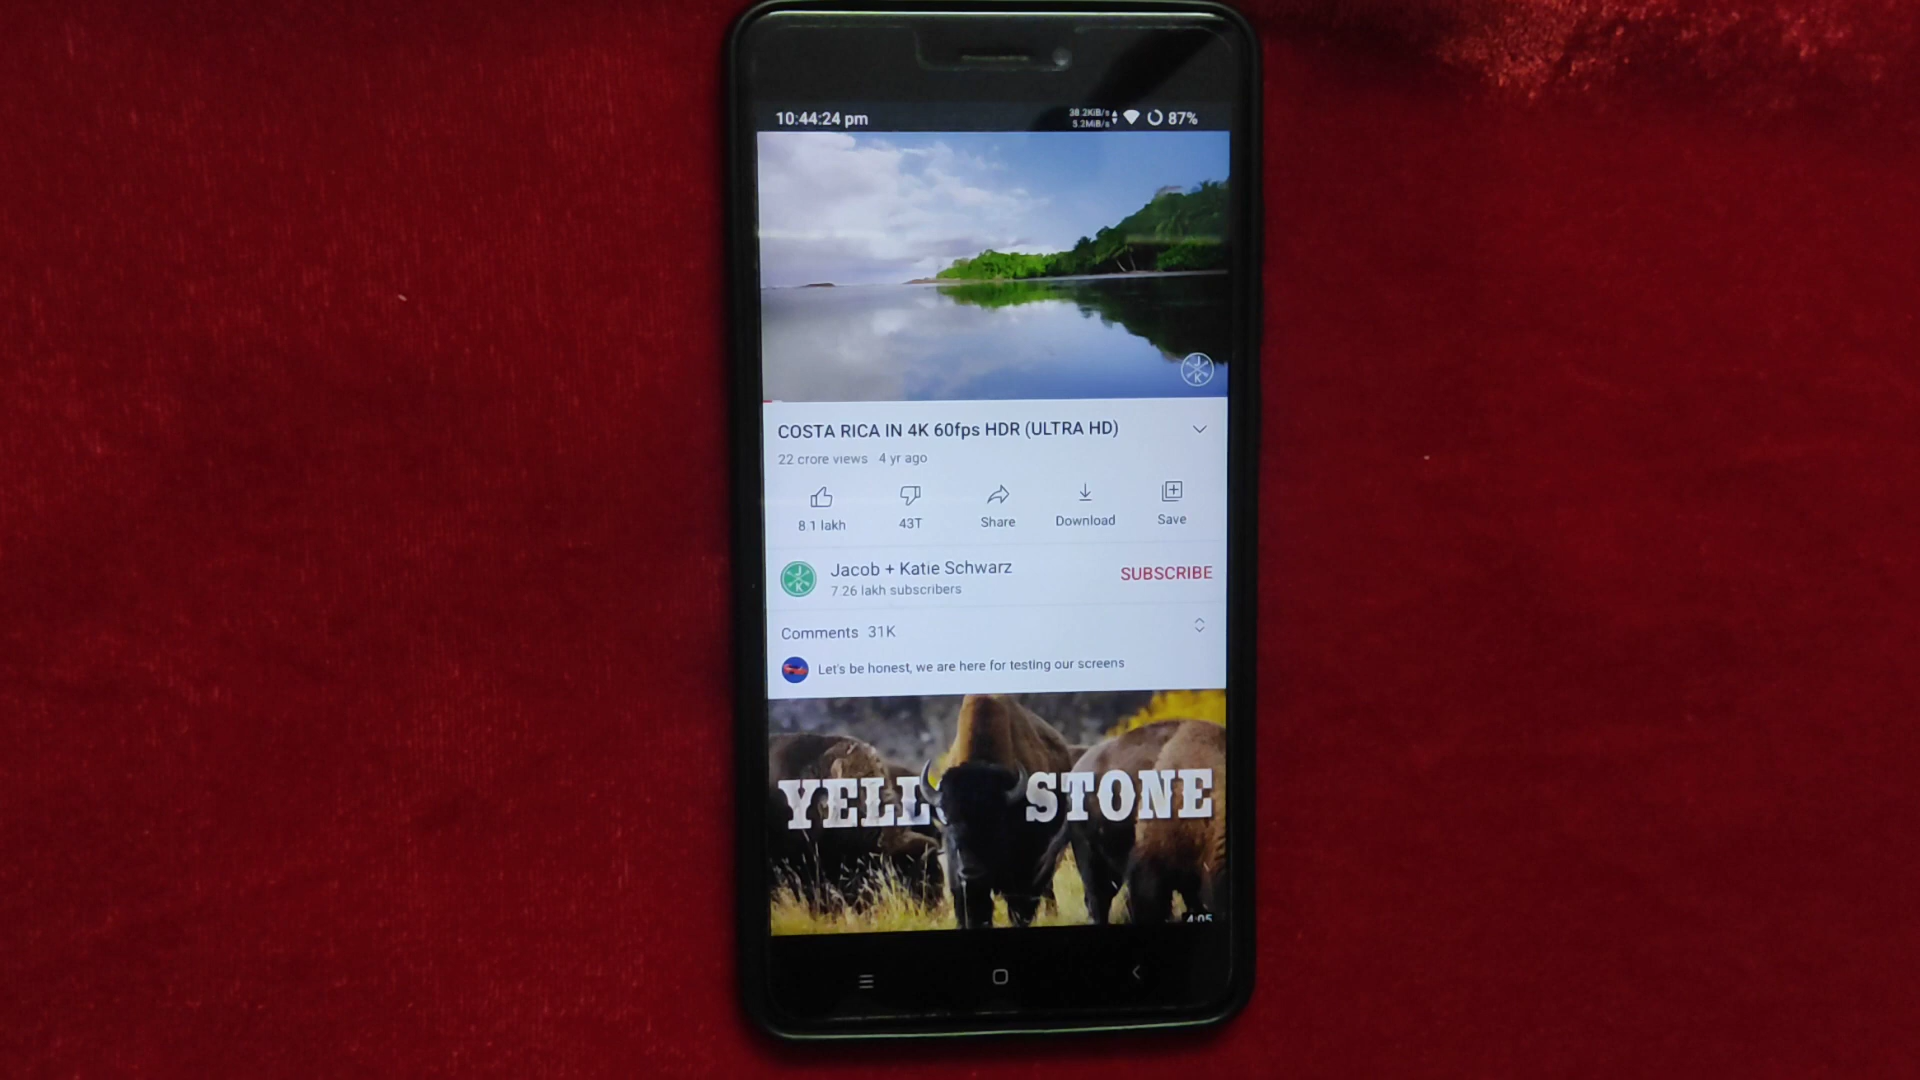 10:44:24 pm 38.2KiB/s 5.2MiB/s 87%
J K
COSTA RICA IN 4K 60fps HDR (ULTRA HD)
22 crore views 4 yr ago
8.1 lakh 43T Share Download Save
J K
Jacob + Katie Schwarz SUBSCRIBE
7.26 lakh subscribers
Comments 31K
Let's be honest, we are here for testing our screens
YELLOWSTONE
4:05